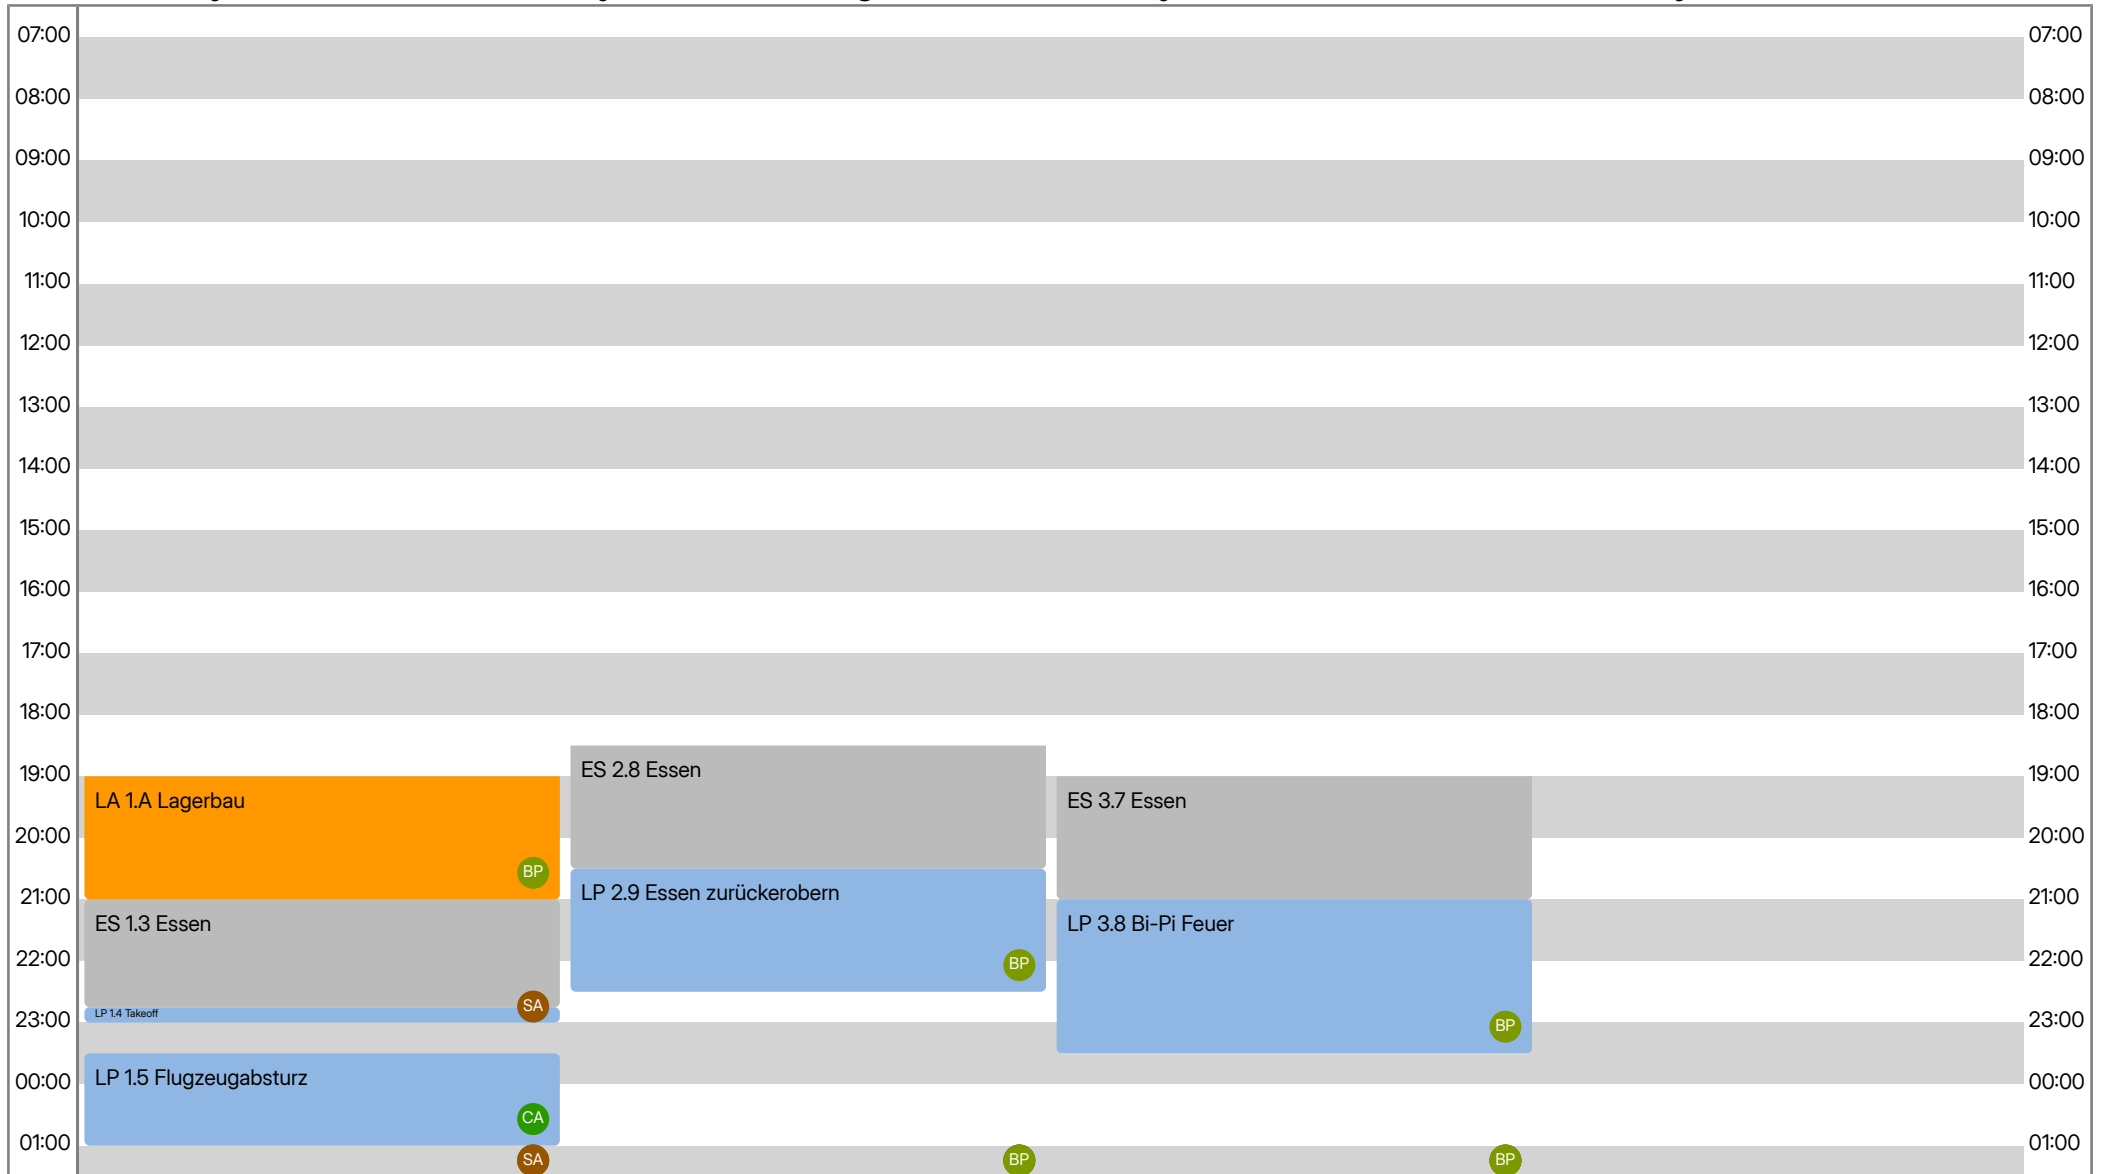 07:00 07:00
08:00 08:00
09:00 09:00
10:00 10:00
11:00 11:00
12:00 12:00
13:00 13:00
14:00 14:00
15:00 15:00
16:00 16:00
17:00 17:00
18:00 18:00
ES 2.8 Essen
19:00 19:00
LA 1.A Lagerbau
ES 3.7 Essen
20:00 20:00
BP
LP 2.9 Essen zurückerobern
21:00 21:00
ES 1.3 Essen
LP 3.8 Bi-Pi Feuer
22:00 22:00
BP
SA
LP 1.4 Takeoff
23:00 23:00
BP
LP 1.5 Flugzeugabsturz
00:00 00:00
CA
01:00 01:00
SA BP BP